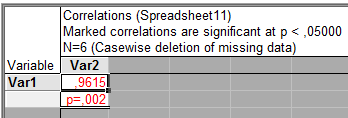 Correlations (Spreadsheet11)
Marked correlations are significant at p < ,05000
N=6 (Casewise deletion of missing data)
Variable Var2
Var1 ,9615
p=,002